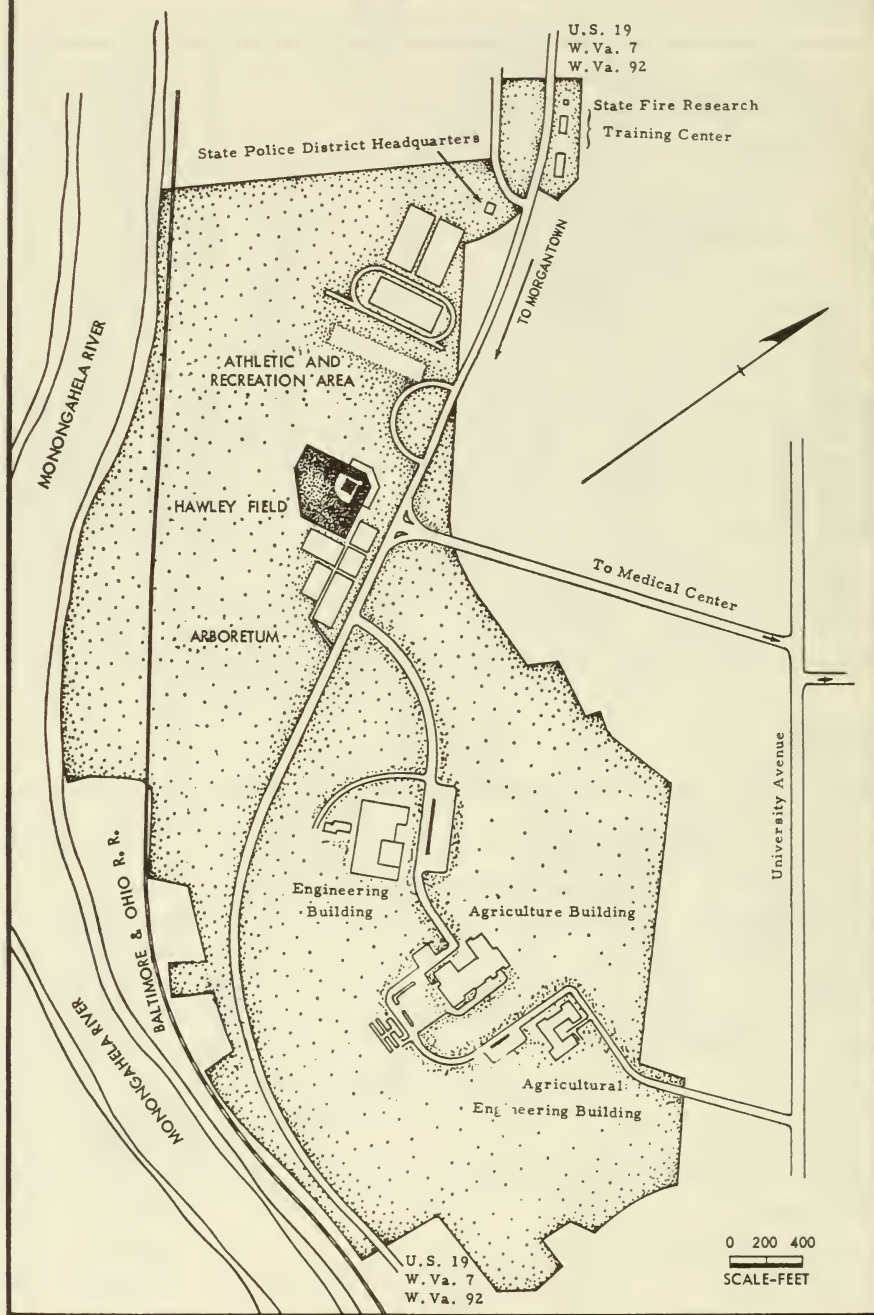 U.S. 19
W.Va. 7
W.Va. 92
State Fire Research
Training Center
State Police District Headquarters
TO MORGANTOWN
MONONGAHELA RIVER
ATHLETIC AND
RECREATION AREA
HAWLEY FIELD
To Medical Center
ARBORETUM
University Avenue
BALTIMORE & OHIO R. R.
Engineering
Building
Agriculture Building
MONONGAHELA RIVER
Agricultural
Engineering Building
U.S. 19
W.Va. 7
W.Va. 92
0 200 400
SCALE-FEET